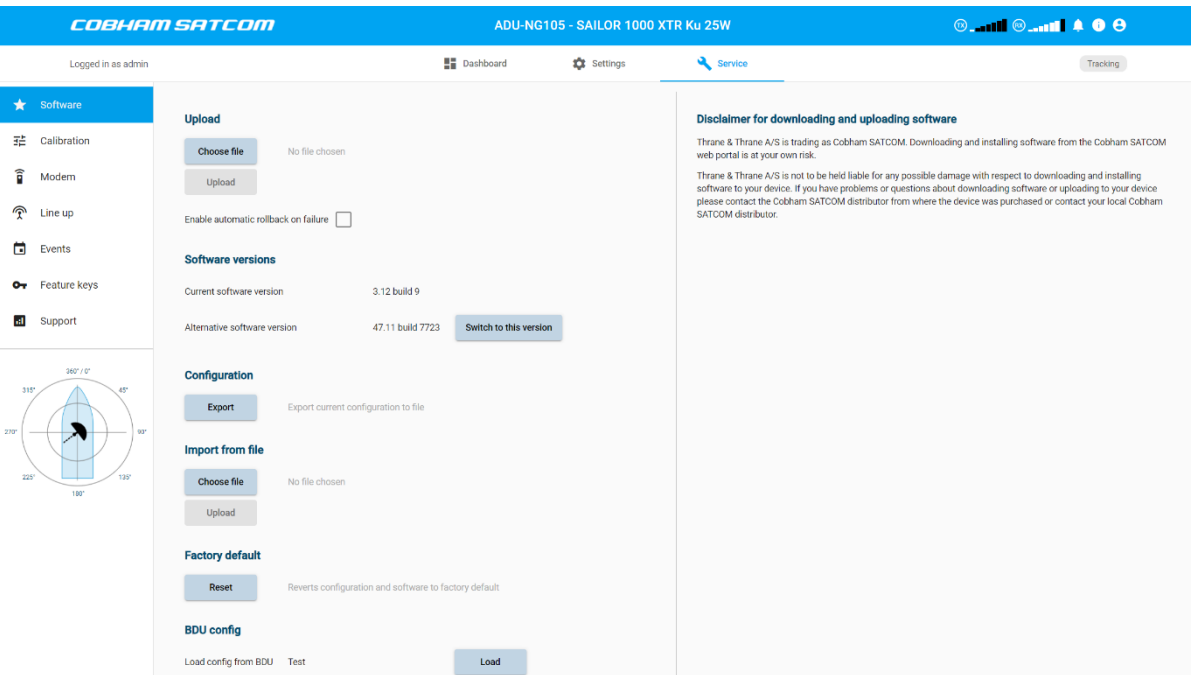 COBHAM SATCOM
ADU-NG105 - SAILOR 1000 XTR Ku 25W
TX
RX
Logged in as admin
Dashboard
Settings
Service
Tracking
Software
Calibration
Modem
Line up
Events
Feature keys
Support
360° / 0°
315°
45°
270°
90°
225°
135°
180°
Upload
Choose file
No file chosen
Upload
Enable automatic rollback on failure
Software versions
Current software version
3.12 build 9
Alternative software version
47.11 build 7723
Switch to this version
Configuration
Export
Export current configuration to file
Import from file
Choose file
No file chosen
Upload
Factory default
Reset
Reverts configuration and software to factory default
BDU config
Load config from BDU
Test
Load
Disclaimer for downloading and uploading software
Thrane & Thrane A/S is trading as Cobham SATCOM. Downloading and installing software from the Cobham SATCOM
web portal is at your own risk.
Thrane & Thrane A/S is not to be held liable for any possible damage with respect to downloading and installing
software to your device. If you have problems or questions about downloading software or uploading to your device
please contact the Cobham SATCOM distributor from where the device was purchased or contact your local Cobham
SATCOM distributor.